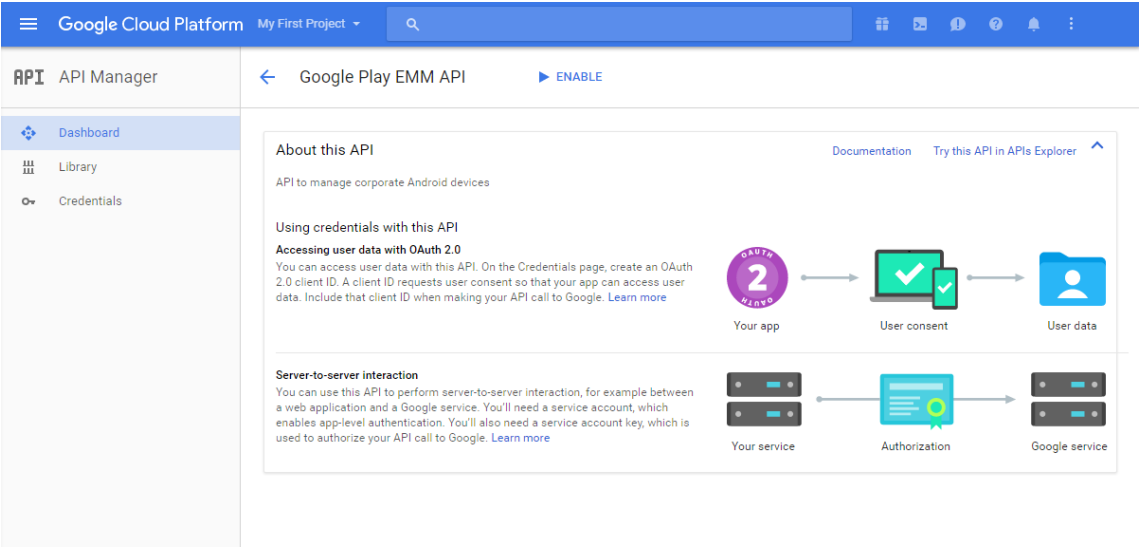 Google Cloud Platform My First Project
API API Manager
Google Play EMM API ENABLE
Dashboard
Library
Credentials
About this API
Documentation Try this API in APIs Explorer
API to manage corporate Android devices
Using credentials with this API
Accessing user data with OAuth 2.0
You can access user data with this API. On the Credentials page, create an OAuth
2.0 client ID. A client ID requests user consent so that your app can access user
data. Include that client ID when making your API call to Google. Learn more
OAUTH
2
OAUTH
Your app User consent User data
Server-to-server interaction
You can use this API to perform server-to-server interaction, for example between
a web application and a Google service. You'll need a service account, which
enables app-level authentication. You'll also need a service account key, which is
used to authorize your API call to Google. Learn more
Your service Authorization Google service